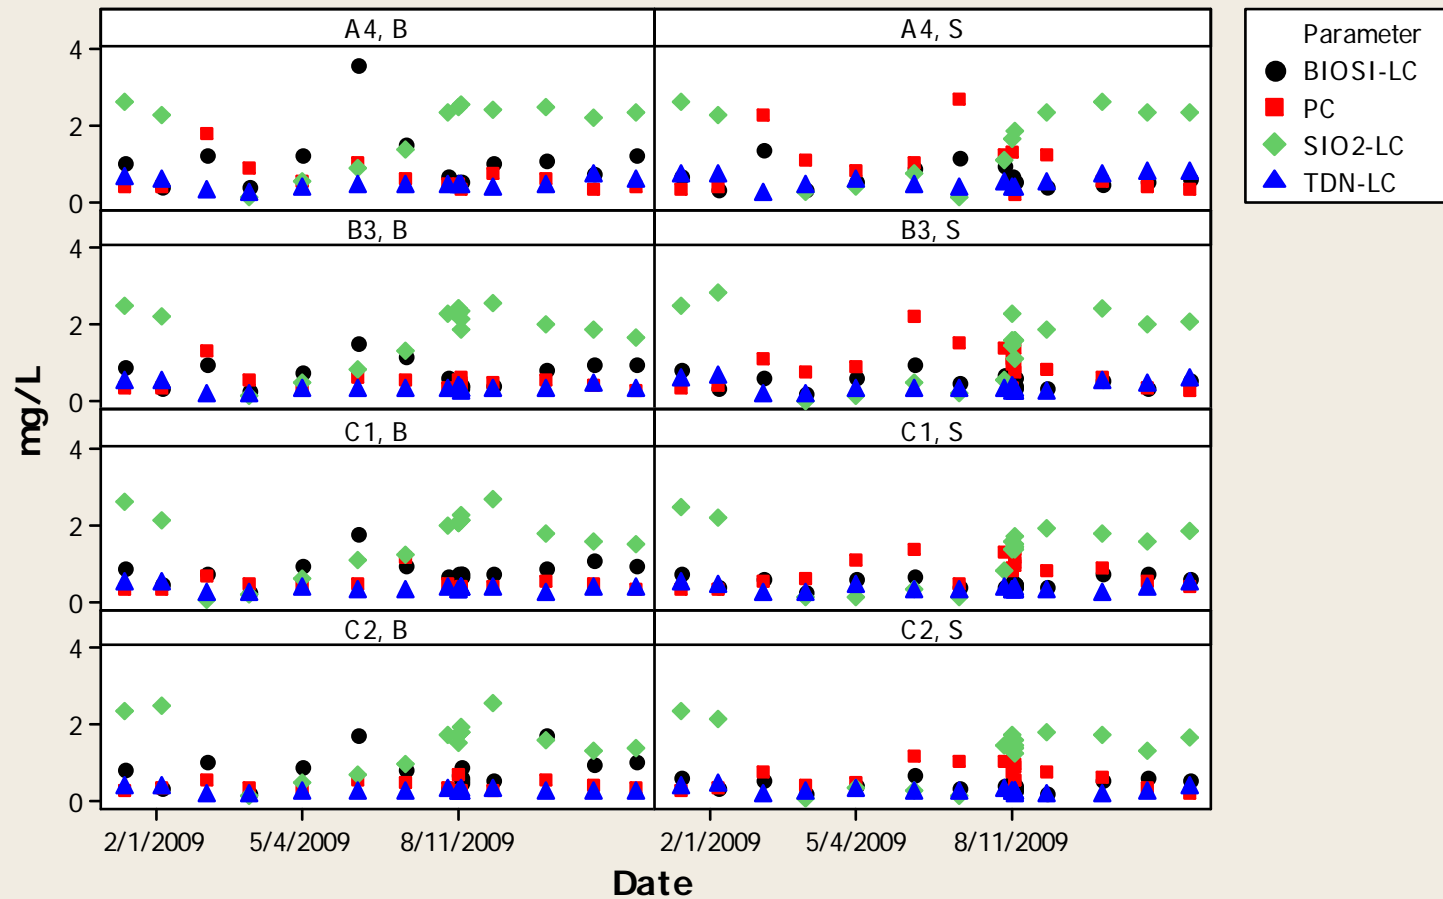 A4, B
A4, S
4
2
0
B3, B
B3, S
4
2
0
C1, B
C1, S
4
2
0
C2, B
C2, S
4
2
0
mg/L
2/1/2009 5/4/2009 8/11/2009 2/1/2009 5/4/2009 8/11/2009
Date
Parameter
BIOSI-LC
PC
SIO2-LC
TDN-LC